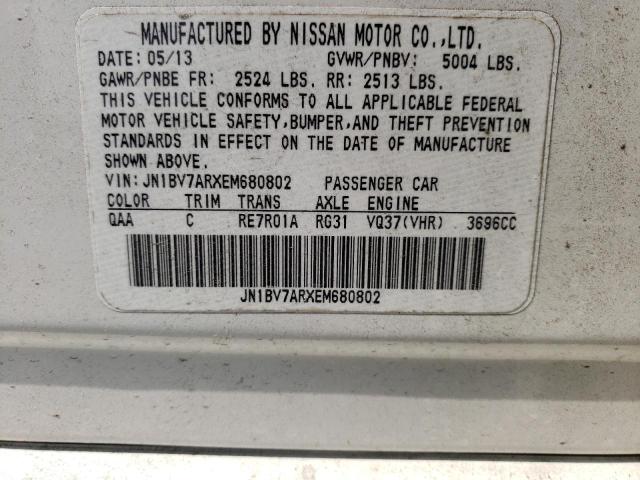 MANUFACTURED BY NISSAN MOTOR CO.,LTD.
DATE: 05/13 GVWR/PNBV: 5004 LBS.
GAWR/PNBE FR: 2524 LBS. RR: 2513 LBS.
THIS VEHICLE CONFORMS TO ALL APPLICABLE FEDERAL
MOTOR VEHICLE SAFETY,BUMPER,AND THEFT PREVENTION
STANDARDS IN EFFECT ON THE DATE OF MANUFACTURE
SHOWN ABOVE.
VIN: JN1BV7ARXEM680802 PASSENGER CAR
COLOR TRIM TRANS AXLE ENGINE
QAA C RE7R01A RG31 VQ37(VHR) 3696CC
JN1BV7ARXEM680802